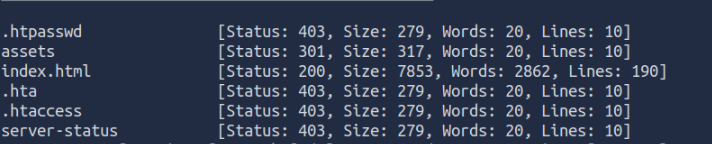 .htpasswd [Status: 403, Size: 279, Words: 20, Lines: 10]
assets [Status: 301, Size: 317, Words: 20, Lines: 10]
index.html [Status: 200, Size: 7853, Words: 2862, Lines: 190]
.hta [Status: 403, Size: 279, Words: 20, Lines: 10]
.htaccess [Status: 403, Size: 279, Words: 20, Lines: 10]
server-status [Status: 403, Size: 279, Words: 20, Lines: 10]